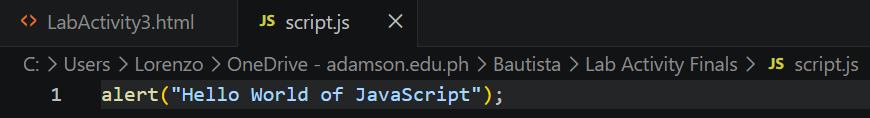 <> LabActivity3.html JS script.js ×
C: > Users > Lorenzo > OneDrive - adamson.edu.ph > Bautista > Lab Activity Finals > JS script.js
1 alert("Hello World of JavaScript");